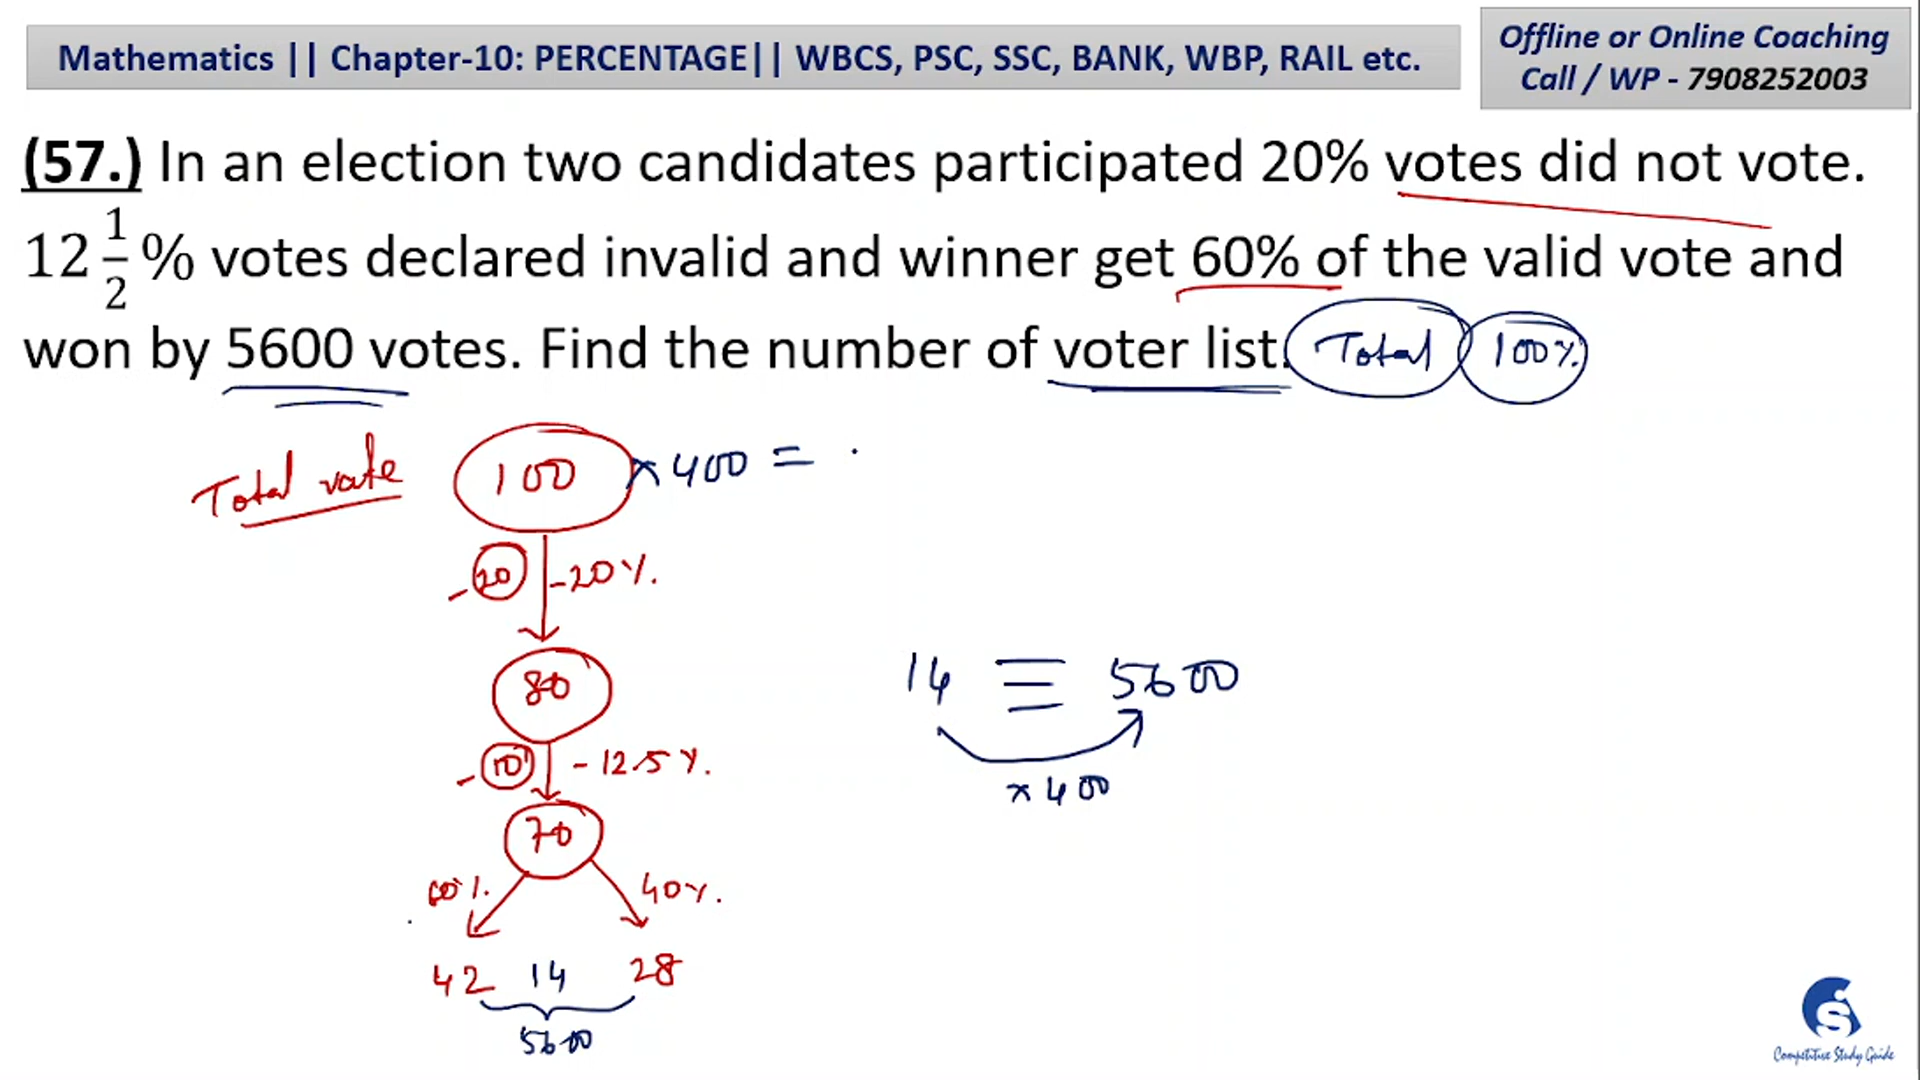 Mathematics || Chapter-10: PERCENTAGE|| WBCS, PSC, SSC, BANK, WBP, RAIL etc.
Offline or Online Coaching
Call / WP - 7908252003
(57.) In an election two candidates participated 20% votes did not vote.
12 1/2 % votes declared invalid and winner get 60% of the valid vote and
won by 5600 votes. Find the number of voter list. Total 100%
Total vote 100 × 400 =
- 20 - 20%.
80
14 ≡ 5600
- 10 - 12.5%.
× 400
70
60%. 40%.
42 14 28
5600
Competitive Study Guide